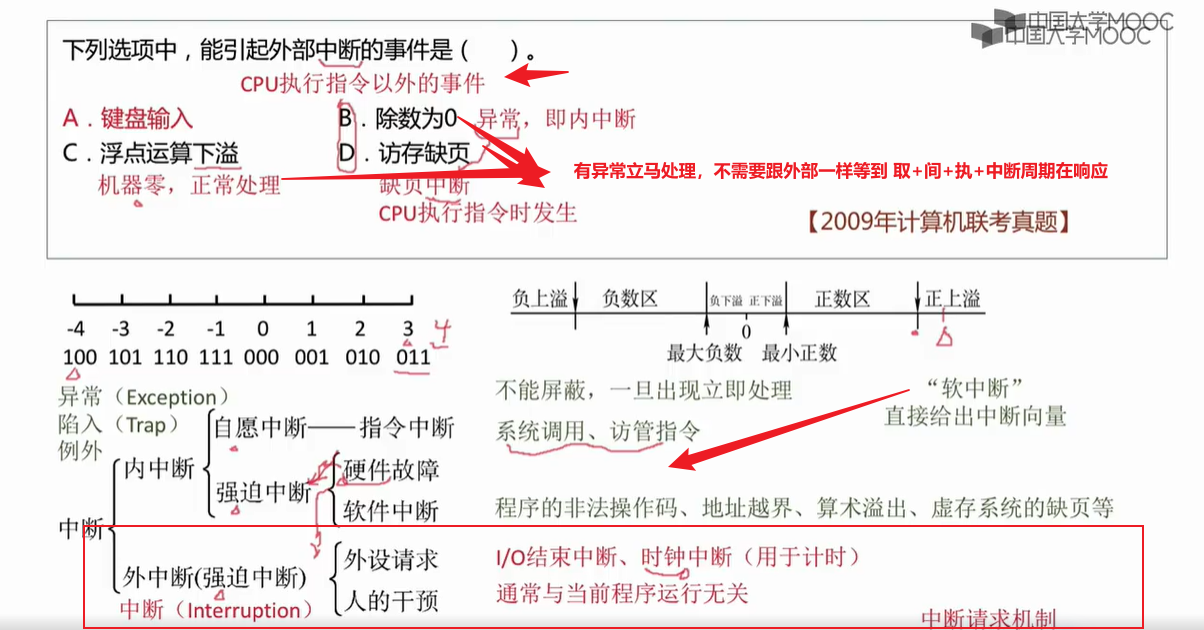 中国大学MOOC
中国大学MOOC
下列选项中，能引起外部中断的事件是（ ）。
CPU执行指令以外的事件
A．键盘输入 B．除数为0 异常，即内中断
C．浮点运算下溢 D．访存缺页
有异常立马处理，不需要跟外部一样等到 取+间+执+中断周期在响应
机器零，正常处理 缺页中断
CPU执行指令时发生
【2009年计算机联考真题】
-4 -3 -2 -1 0 1 2 3 4
100 101 110 111 000 001 010 011
负上溢 负数区 负下溢 正下溢 正数区 正上溢
0
最大负数 最小正数
异常（Exception）
陷入（Trap）
例外
不能屏蔽，一旦出现立即处理
“软中断”
直接给出中断向量
自愿中断——指令中断 系统调用、访管指令
内中断
强迫中断
硬件故障
软件中断 程序的非法操作码、地址越界、算术溢出、虚存系统的缺页等
中断
外设请求 I/O结束中断、时钟中断（用于计时）
外中断(强迫中断)
人的干预 通常与当前程序运行无关
中断（Interruption）
中断请求机制